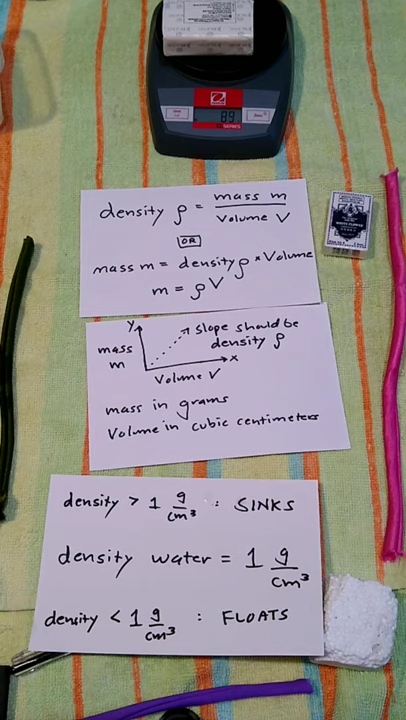 89
density ρ = mass m / Volume V
OR
mass m = density ρ × Volume
m = ρV
Y
slope should be
density ρ
mass
m
x
Volume V
mass in grams
Volume in cubic centimeters
density > 1 g/cm³ : SINKS
density water = 1 g/cm³
density < 1 g/cm³ : FLOATS